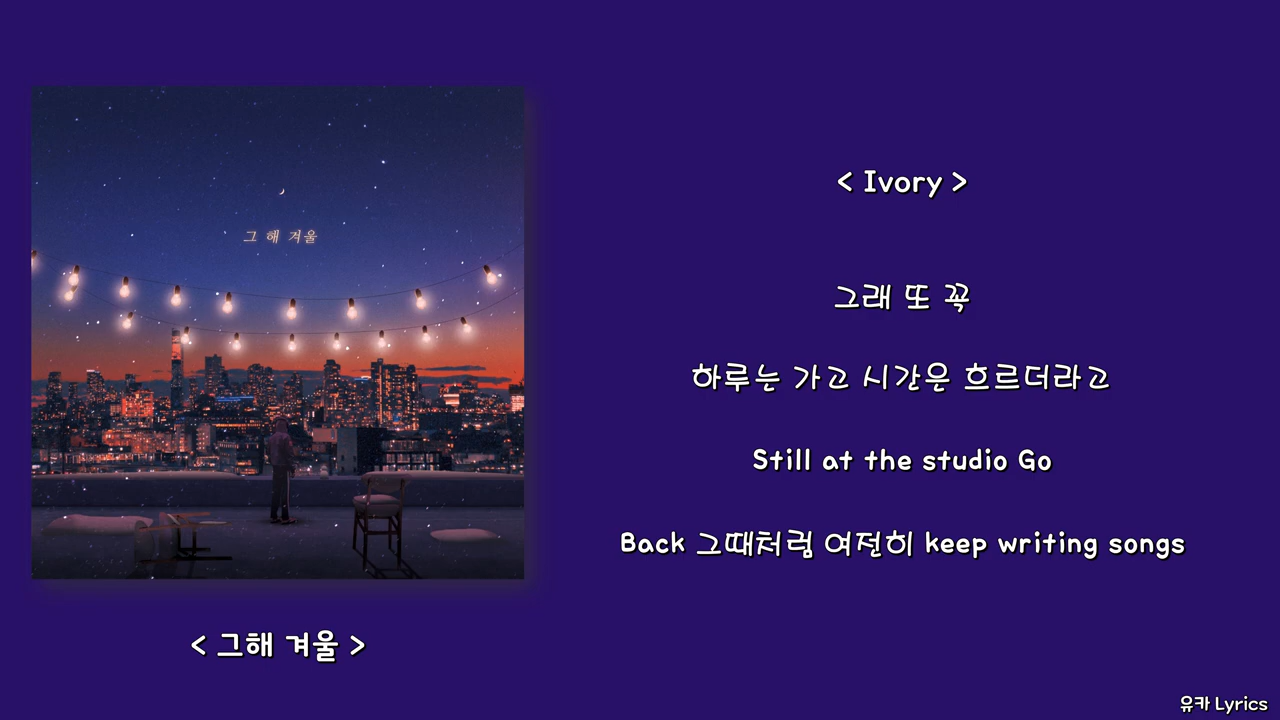 그 해 겨울
< 그해 겨울 >
< Ivory >
그래 또 꼭
하루는 가고 시간은 흐르더라고
Still at the studio Go
Back 그때처럼 여전히 keep writing songs
유카 Lyrics